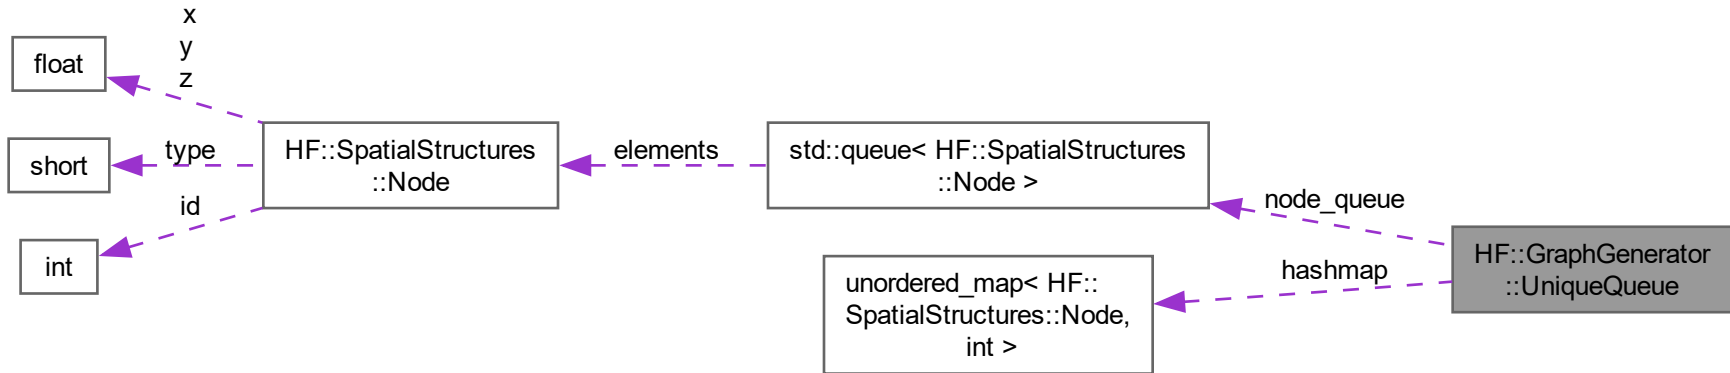 x
y
z
float
short
type
id
int
HF::SpatialStructures
::Node
elements
std::queue< HF::SpatialStructures
::Node >
node_queue
hashmap
unordered_map< HF::
SpatialStructures::Node,
int >
HF::GraphGenerator
::UniqueQueue